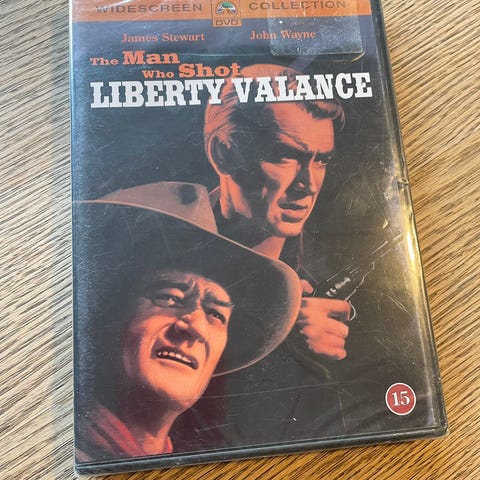 WIDESCREEN COLLECTION
DVD
James Stewart John Wayne
The Man
Who Shot
LIBERTY VALANCE
15